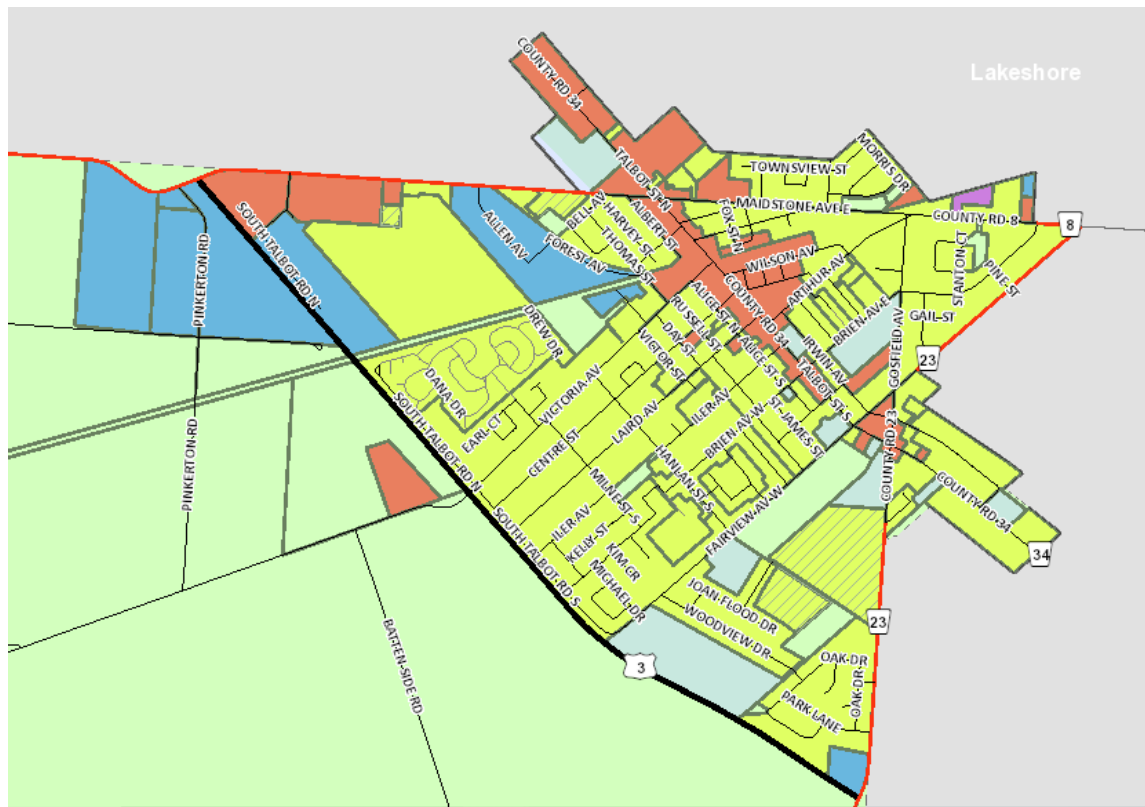 COUNTY RD 34
Lakeshore
MORRIS DR
TOWNSVIEW ST
TALBOT ST N
MAIDSTONE AVE E
COUNTY RD 8
8
BELL AV
HARVEY ST
ALBERT ST
FOX ST N
SOUTH TALBOT RD N
PINKERTON RD
ALLEN AV
FOREST AV
THOMAS ST
WILSON AV
STANTON CT
PINE ST
ARTHUR AV
COUNTY RD 34
ALICE ST N
RUSSELL ST
BRIEN AV E
GOSFIELD AV
GAIL ST
DREW DR
DAY ST
VICTOR ST
ALICE ST S
IRWIN AV
23
DANA DR
VICTORIA AV
TALBOT ST S
EARL CT
LAIRD AV
ILER AV
ST JAMES ST
SOUTH TALBOT RD N
BRIEN AV W
COUNTY RD 23
PINKERTON RD
CENTRE ST
HANLAN ST S
MILNE ST S
COUNTY RD 34
34
ILER AV
KELLY ST
FAIRVIEW AV W
SOUTH TALBOT RD S
KIM CR
MICHAEL DR
JOAN FLOOD DR
WOODVIEW DR
23
BATTEN SIDE RD
3
OAK DR
OAK DR
PARK LANE